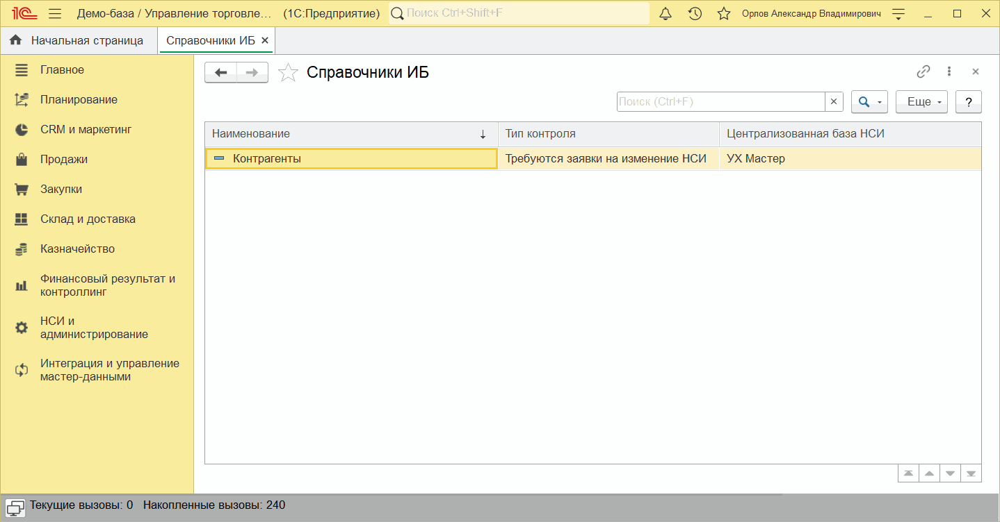 1С Демо-база / Управление торговле... (1С:Предприятие) Поиск Ctrl+Shift+F Орлов Александр Владимирович
Начальная страница Справочники ИБ
Главное
Планирование
CRM и маркетинг
Продажи
Закупки
Склад и доставка
Казначейство
Финансовый результат и
контроллинг
НСИ и
администрирование
Интеграция и управление
мастер-данными
Справочники ИБ
Поиск (Ctrl+F) Еще ?
Наименование Тип контроля Централизованная база НСИ
Контрагенты Требуются заявки на изменение НСИ УХ Мастер
Текущие вызовы: 0 Накопленные вызовы: 240